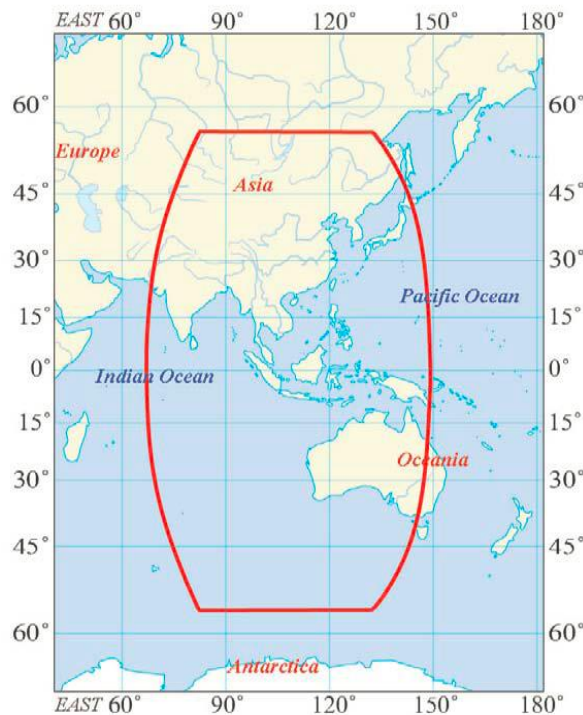 EAST 60° 90° 120° 150° 180°
60° 60°
Europe
Asia
45° 45°
30° 30°
Pacific Ocean
15° 15°
0° Indian Ocean 0°
15° 15°
Oceania
30° 30°
45° 45°
60° 60°
Antarctica
EAST 60° 90° 120° 150° 180°